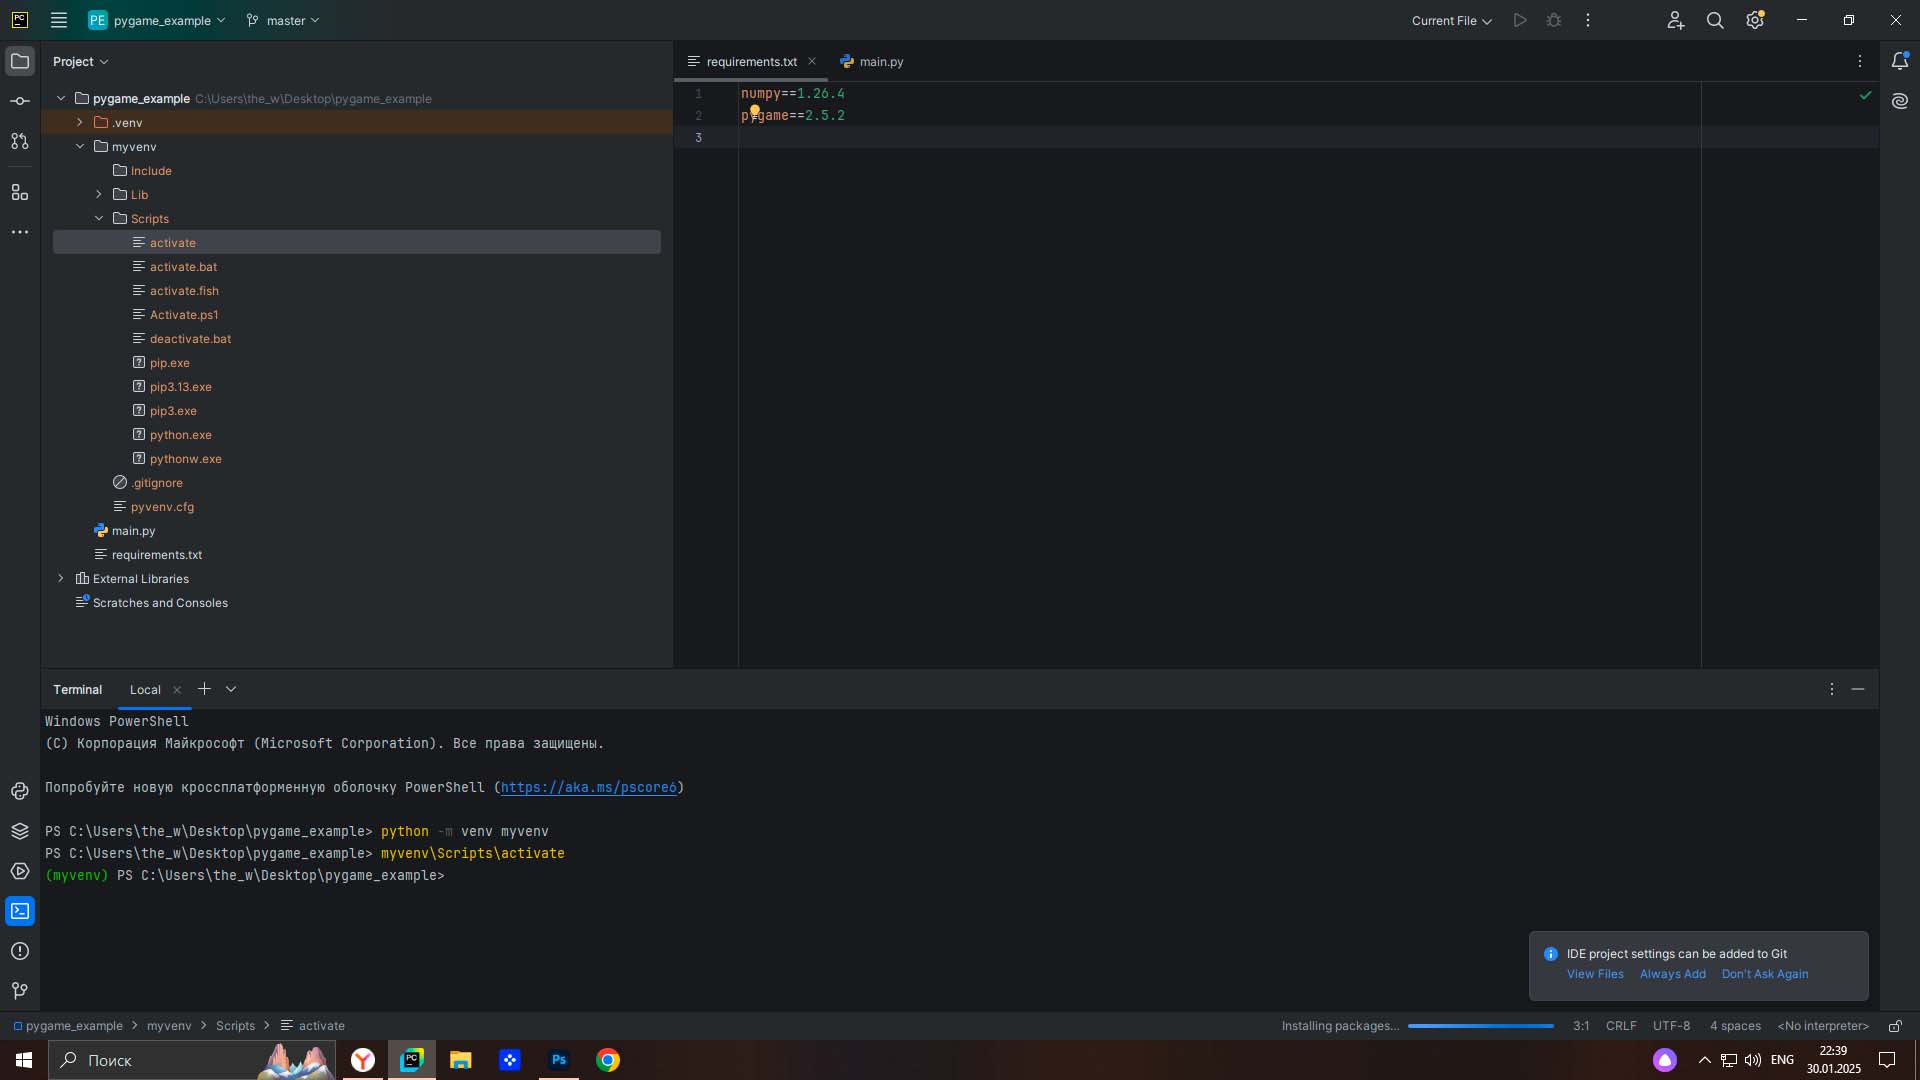 PC
PE pygame_example master Current File
Project
requirements.txt main.py
pygame_example C:\Users\the_w\Desktop\pygame_example
.venv
myvenv
Include
Lib
Scripts
activate
activate.bat
activate.fish
Activate.ps1
deactivate.bat
pip.exe
pip3.13.exe
pip3.exe
python.exe
pythonw.exe
.gitignore
pyvenv.cfg
main.py
requirements.txt
External Libraries
Scratches and Consoles
1 numpy==1.26.4
2 pygame==2.5.2
3
Terminal Local
Windows PowerShell
(C) Корпорация Майкрософт (Microsoft Corporation). Все права защищены.
Попробуйте новую кроссплатформенную оболочку PowerShell (https://aka.ms/pscore6)
PS C:\Users\the_w\Desktop\pygame_example> python -m venv myvenv
PS C:\Users\the_w\Desktop\pygame_example> myvenv\Scripts\activate
(myvenv) PS C:\Users\the_w\Desktop\pygame_example>
IDE project settings can be added to Git
View Files Always Add Don't Ask Again
pygame_example myvenv Scripts activate
Installing packages... 3:1 CRLF UTF-8 4 spaces <No interpreter>
Поиск
Y
PC
Ps
ENG
22:39
30.01.2025